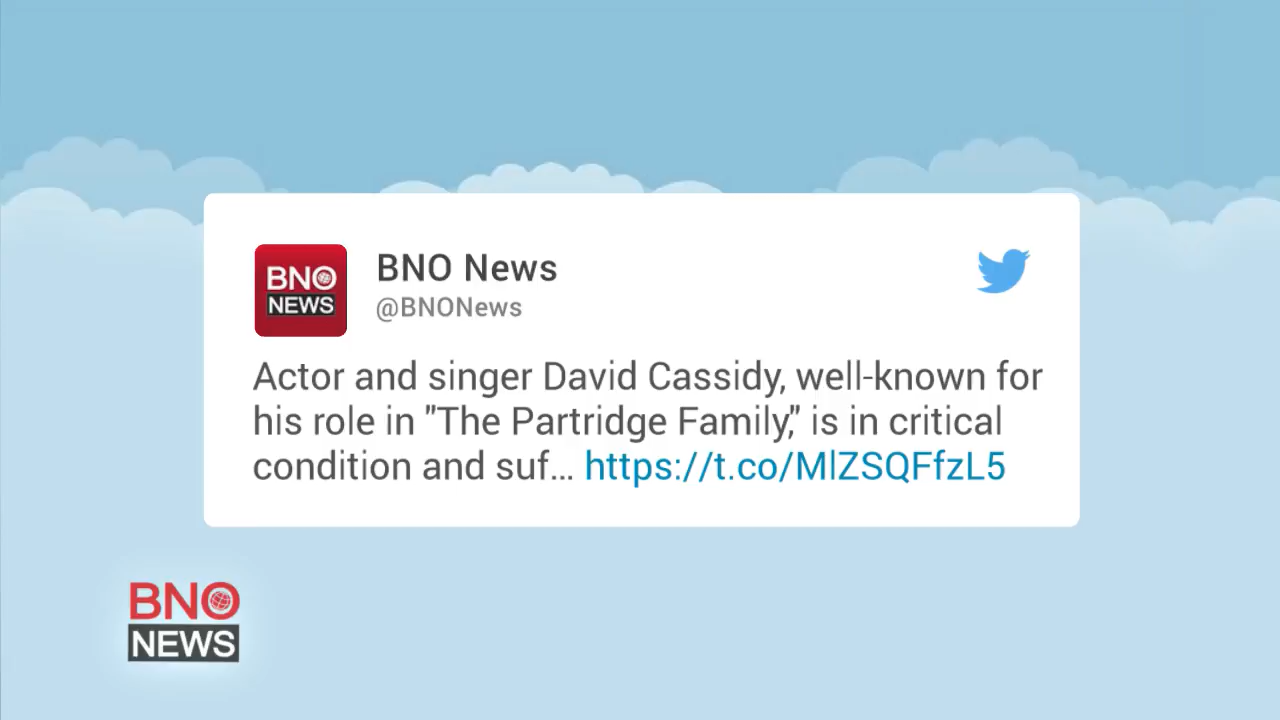 BNO
NEWS
BNO News
@BNONews
Actor and singer David Cassidy, well-known for
his role in "The Partridge Family," is in critical
condition and suf... https://t.co/MlZSQFfzL5
BNO
NEWS